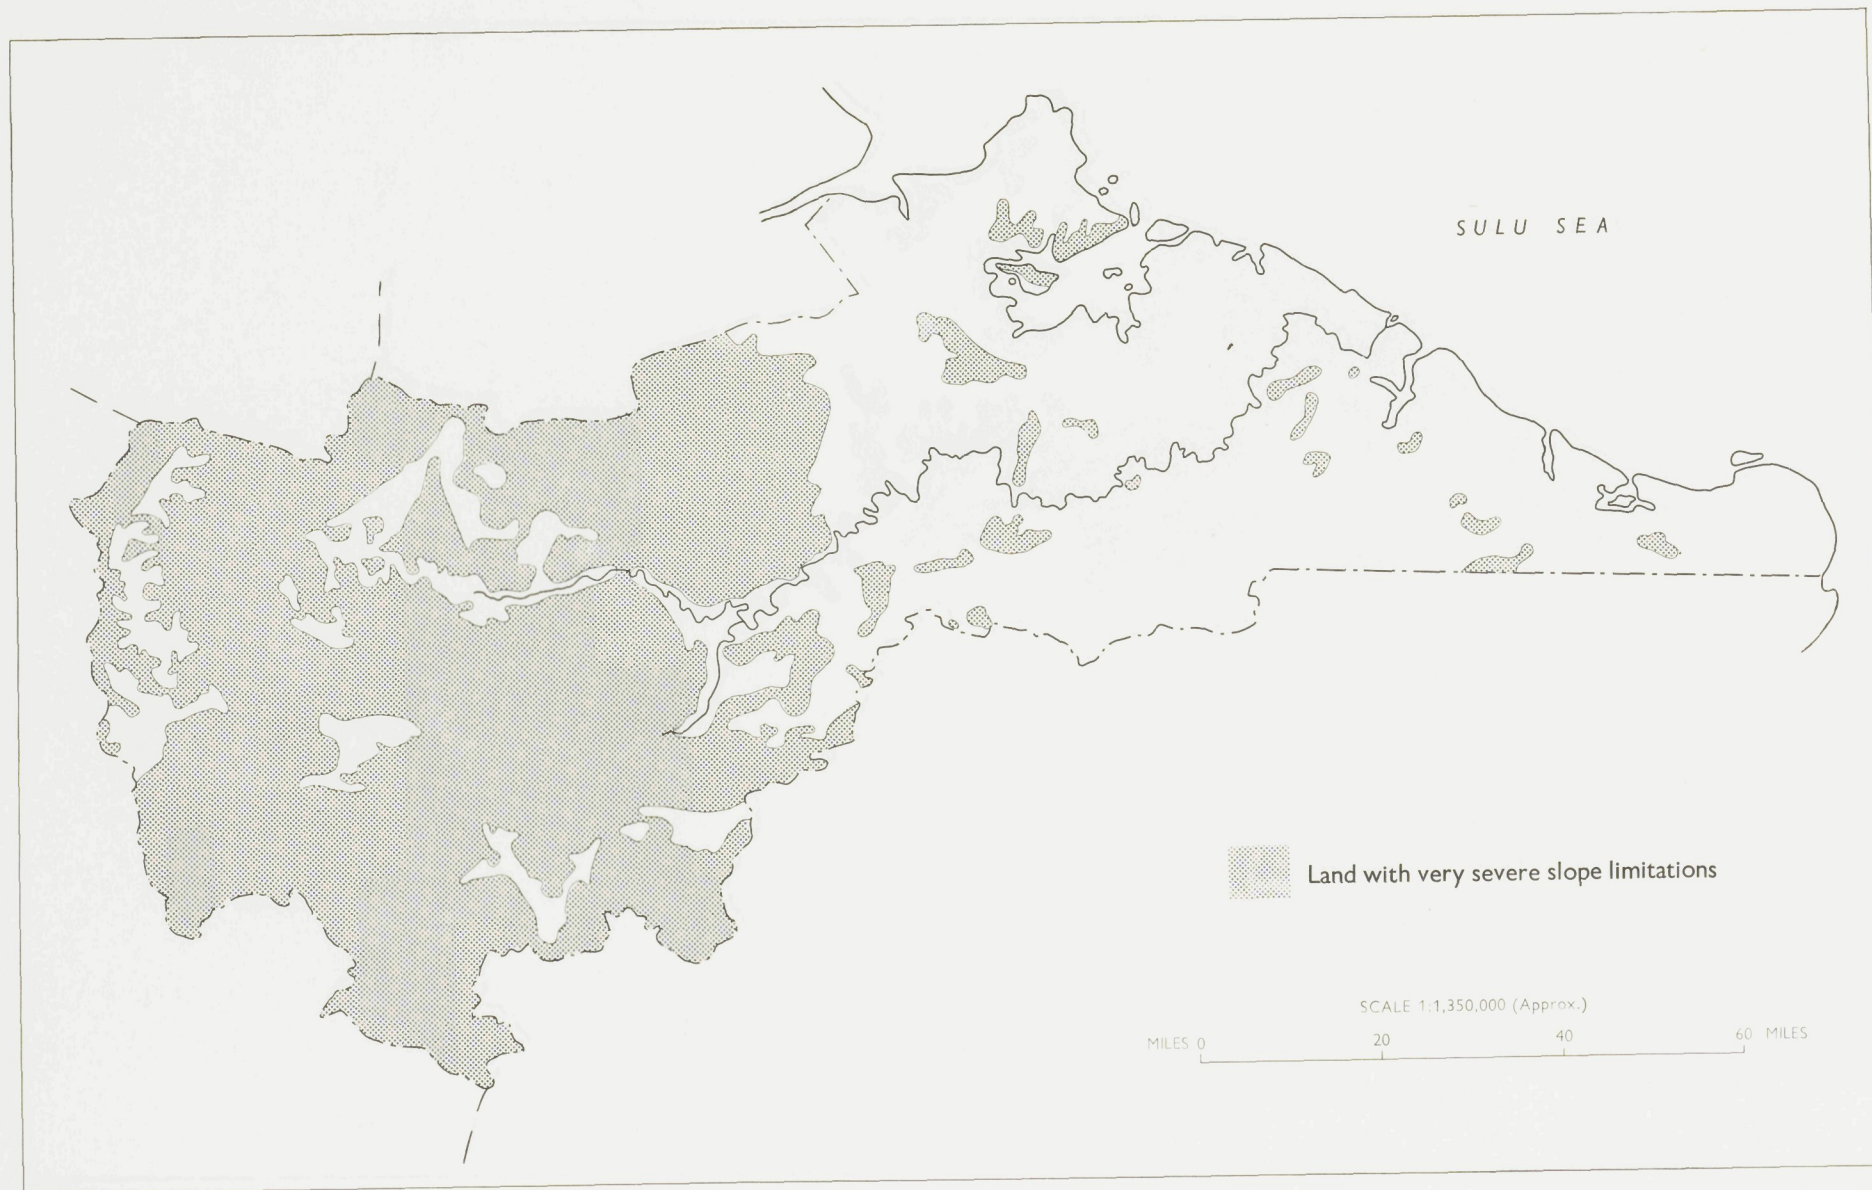 SULU SEA
Land with very severe slope limitations
SCALE 1:1,350,000 (Approx.)
MILES 0 20 40 60 MILES